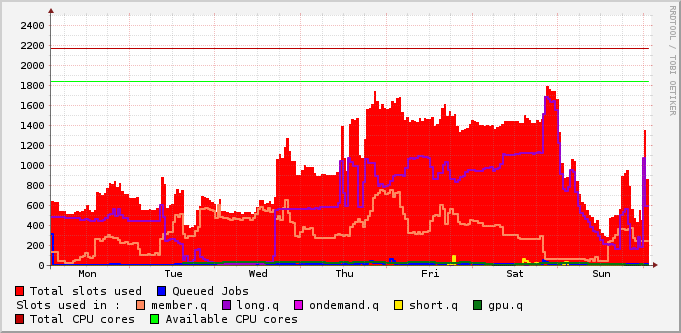 RRDTOOL / TOBI OETIKER
2400
2200
2000
1800
1600
1400
1200
1000
800
600
400
200
0
Mon Tue Wed Thu Fri Sat Sun
Total slots used Queued Jobs
Slots used in : member.q long.q ondemand.q short.q gpu.q
Total CPU cores Available CPU cores